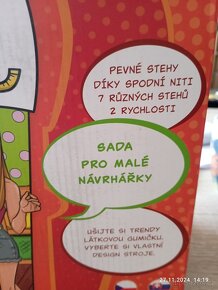 PEVNÉ STEHY
DÍKY SPODNÍ NITI
7 RŮZNÝCH STEHŮ
2 RYCHLOSTI
SADA
PRO MALÉ
NÁVRHÁŘKY
UŠIJTE SI TRENDY
LÁTKOVOU GUMIČKU.
VYBERTE SI VLASTNÍ
DESIGN STROJE.
27.11.2024 14:19